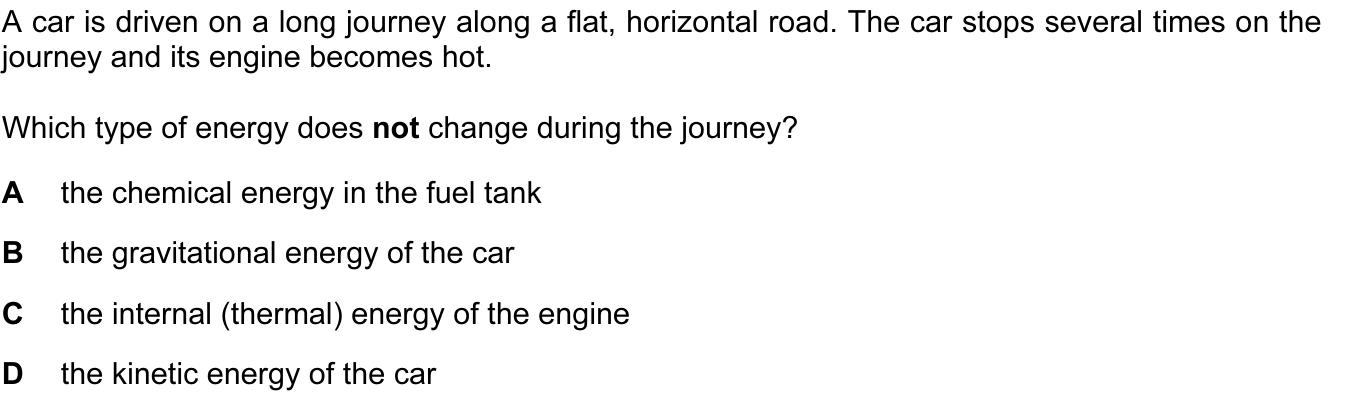 A car is driven on a long journey along a flat, horizontal road. The car stops several times on the
journey and its engine becomes hot.
Which type of energy does not change during the journey?
A the chemical energy in the fuel tank
B the gravitational energy of the car
C the internal (thermal) energy of the engine
D the kinetic energy of the car